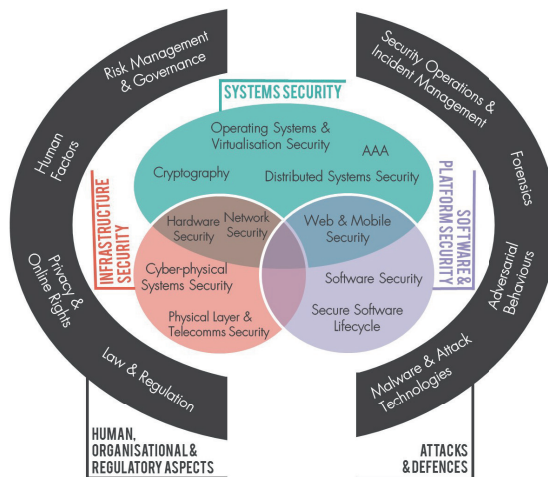 Risk Management
& Governance
Human
Factors
Privacy &
Online Rights
Law & Regulation
HUMAN,
ORGANISATIONAL &
REGULATORY ASPECTS
SYSTEMS SECURITY
Operating Systems &
Virtualisation Security
AAA
Cryptography
Distributed Systems Security
INFRASTRUCTURE
SECURITY
Hardware
Security
Network
Security
Web & Mobile
Security
Cyber-physical
Systems Security
Physical Layer &
Telecomms Security
Software Security
Secure Software
Lifecycle
SOFTWARE &
PLATFORM SECURITY
Security Operations &
Incident Management
Forensics
Adversarial
Behaviours
Malware & Attack
Technologies
ATTACKS
& DEFENCES